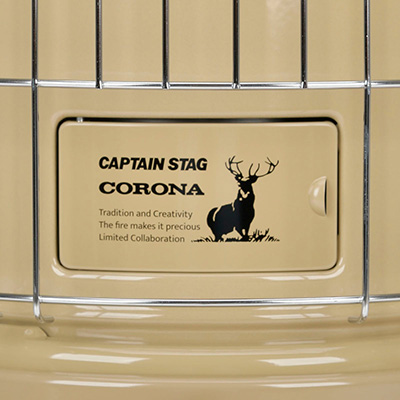 CAPTAIN STAG
CORONA
Tradition and Creativity
The fire makes it precious
Limited Collaboration